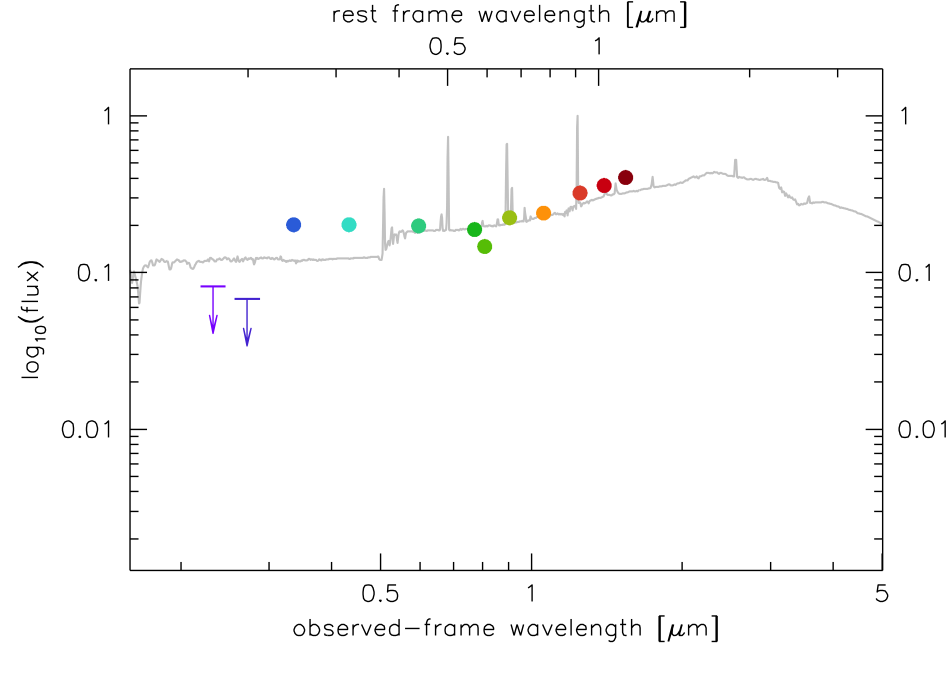 rest frame wavelength [μm]
0.5 1
1 1
0.1 0.1
log10(flux)
0.01 0.01
0.5 1 5
observed-frame wavelength [μm]